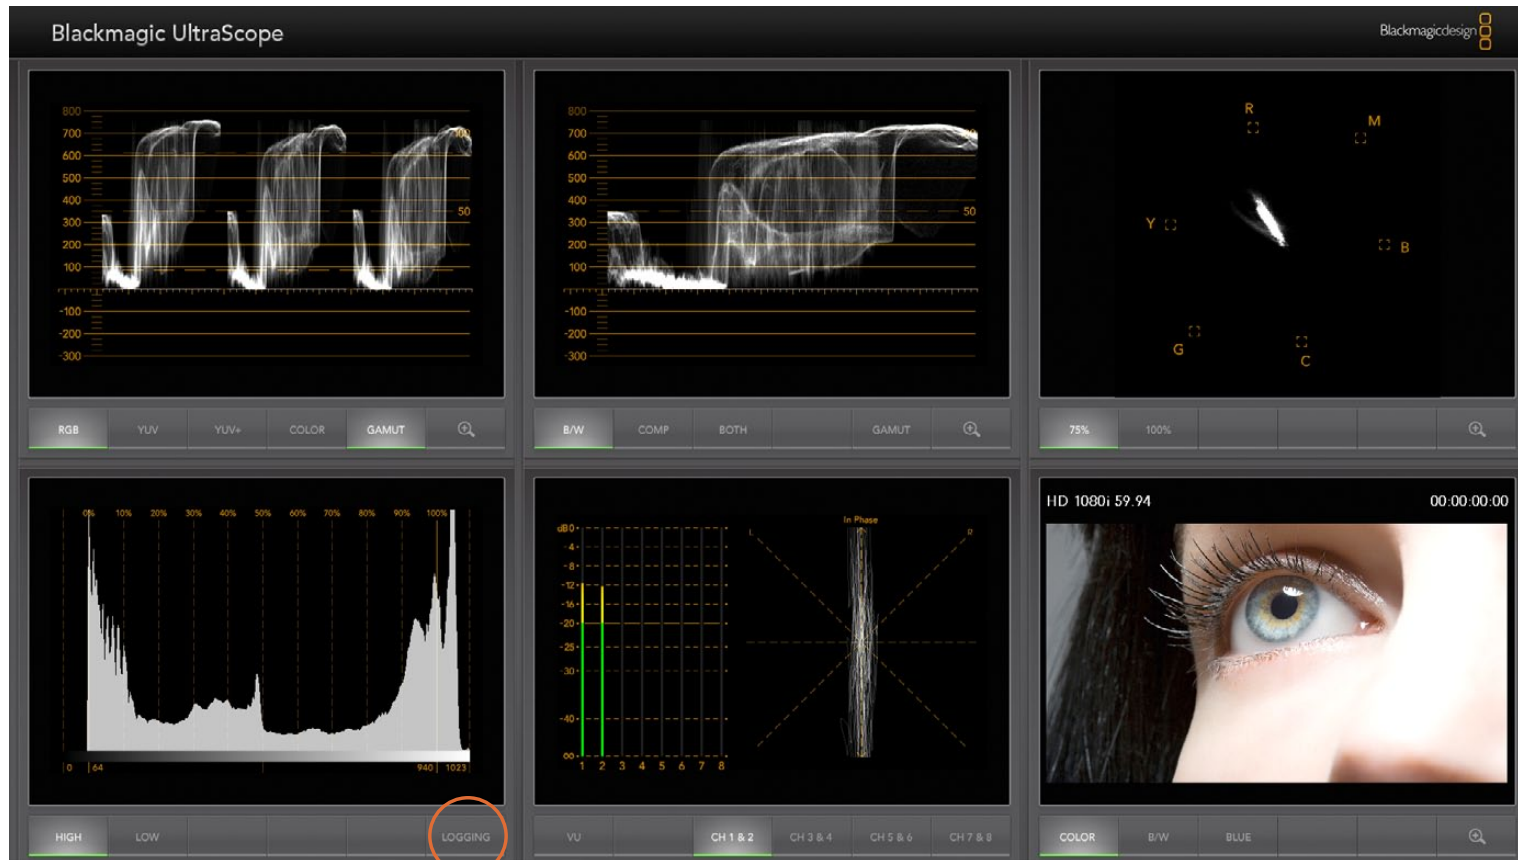 Blackmagic UltraScope
Blackmagicdesign
800
700
600
500
400
300
200
100
-100
-200
-300
100
50
RGB YUV YUV+ COLOR GAMUT
800
700
600
500
400
300
200
100
-100
-200
-300
50
B/W COMP BOTH GAMUT
R
M
Y
B
G
C
75% 100%
0% 10% 20% 30% 40% 50% 60% 70% 80% 90% 100%
0 64 940 1023
HIGH LOW LOGGING
In Phase
L R
dB0
-4
-8
-12
-16
-20
-25
-30
-40
∞
1 2 3 4 5 6 7 8
VU CH 1 & 2 CH 3 & 4 CH 5 & 6 CH 7 & 8
HD 1080i 59.94 00:00:00:00
COLOR B/W BLUE